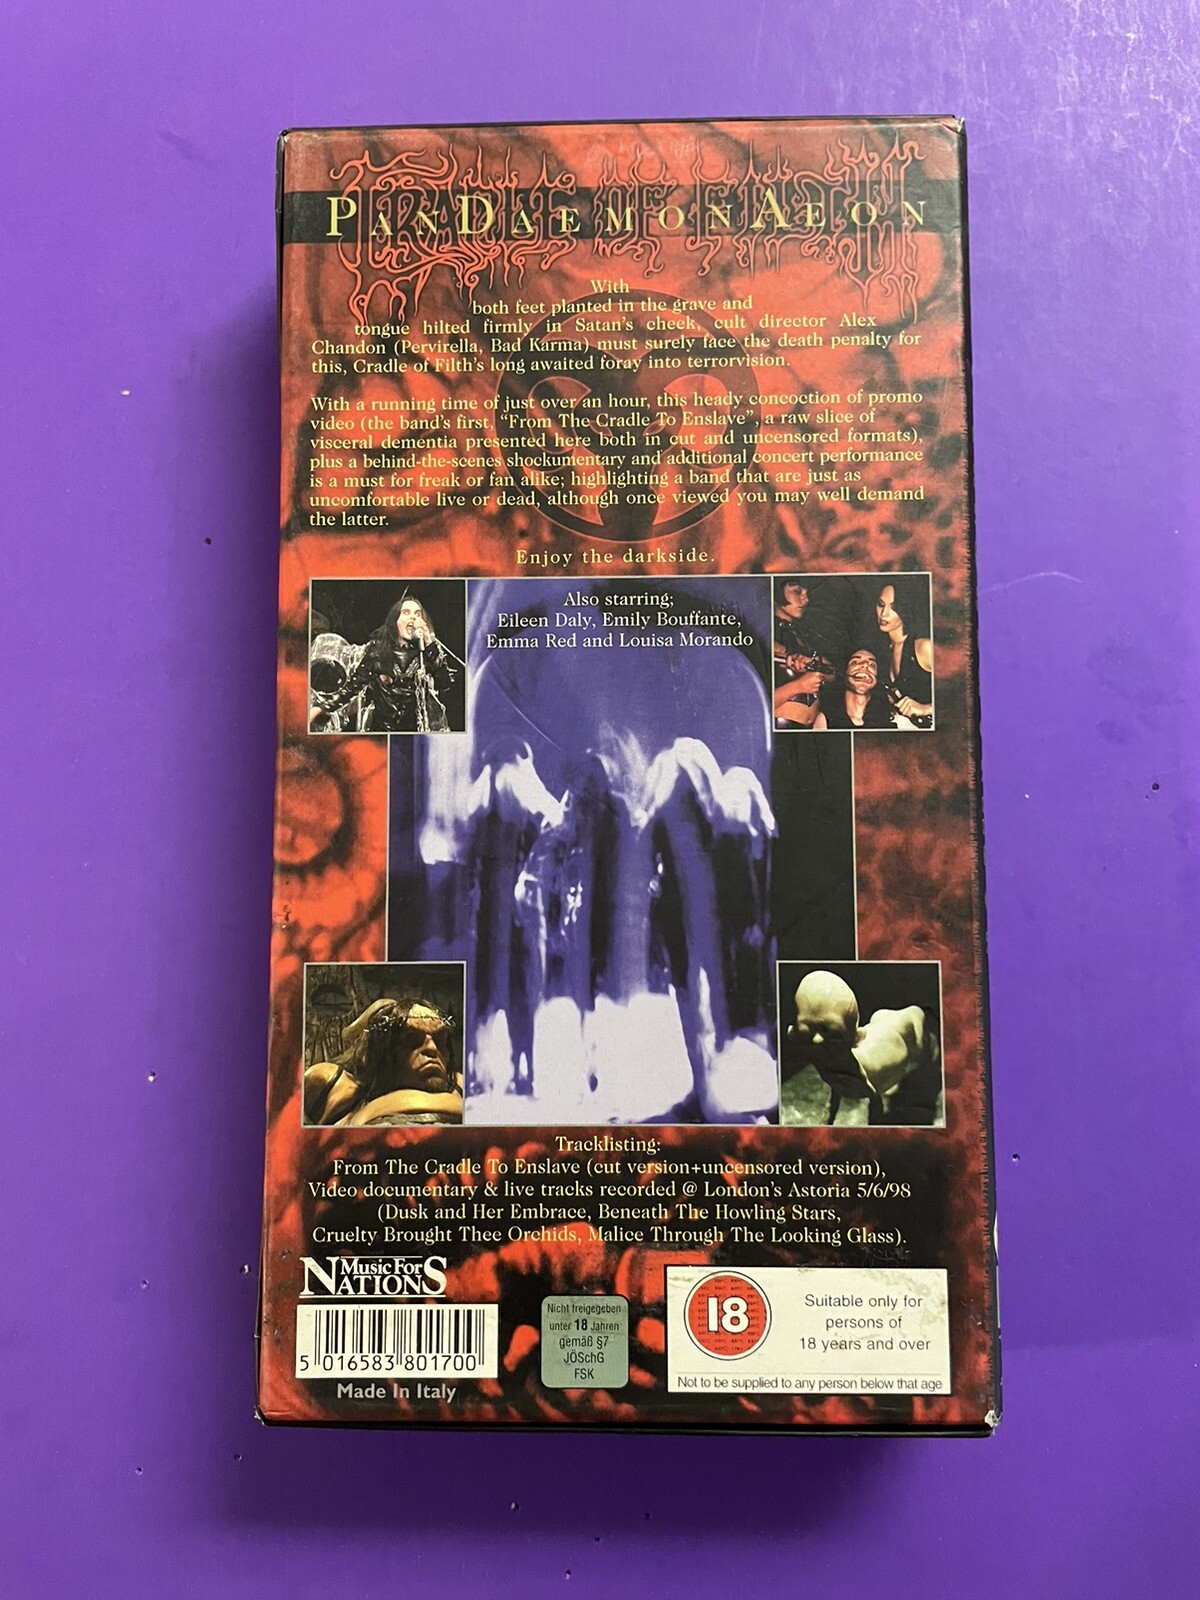 CRADLE OF FILTH
PANDAEMONAEON
With
both feet planted in the grave and
tongue hilted firmly in Satan's cheek, cult director Alex
Chandon (Pervirella, Bad Karma) must surely face the death penalty for
this, Cradle of Filth's long awaited foray into terrorvision.
With a running time of just over an hour, this heady concoction of promo
video (the band's first, "From The Cradle To Enslave", a raw slice of
visceral dementia presented here both in cut and uncensored formats),
plus a behind-the-scenes shockumentary and additional concert performance
is a must for freak or fan alike; highlighting a band that are just as
uncomfortable live or dead, although once viewed you may well demand
the latter.
Enjoy the darkside.
Also starring;
Eileen Daly, Emily Bouffante,
Emma Red and Louisa Morando
Tracklisting:
From The Cradle To Enslave (cut version+uncensored version),
Video documentary & live tracks recorded @ London's Astoria 5/6/98
(Dusk and Her Embrace, Beneath The Howling Stars,
Cruelty Brought Thee Orchids, Malice Through The Looking Glass).
Music For
NATIONS
5 016583 801700
Made In Italy
Nicht freigegeben
unter 18 Jahren
gemäß §7
JÖSchG
FSK
18
Suitable only for
persons of
18 years and over
Not to be supplied to any person below that age